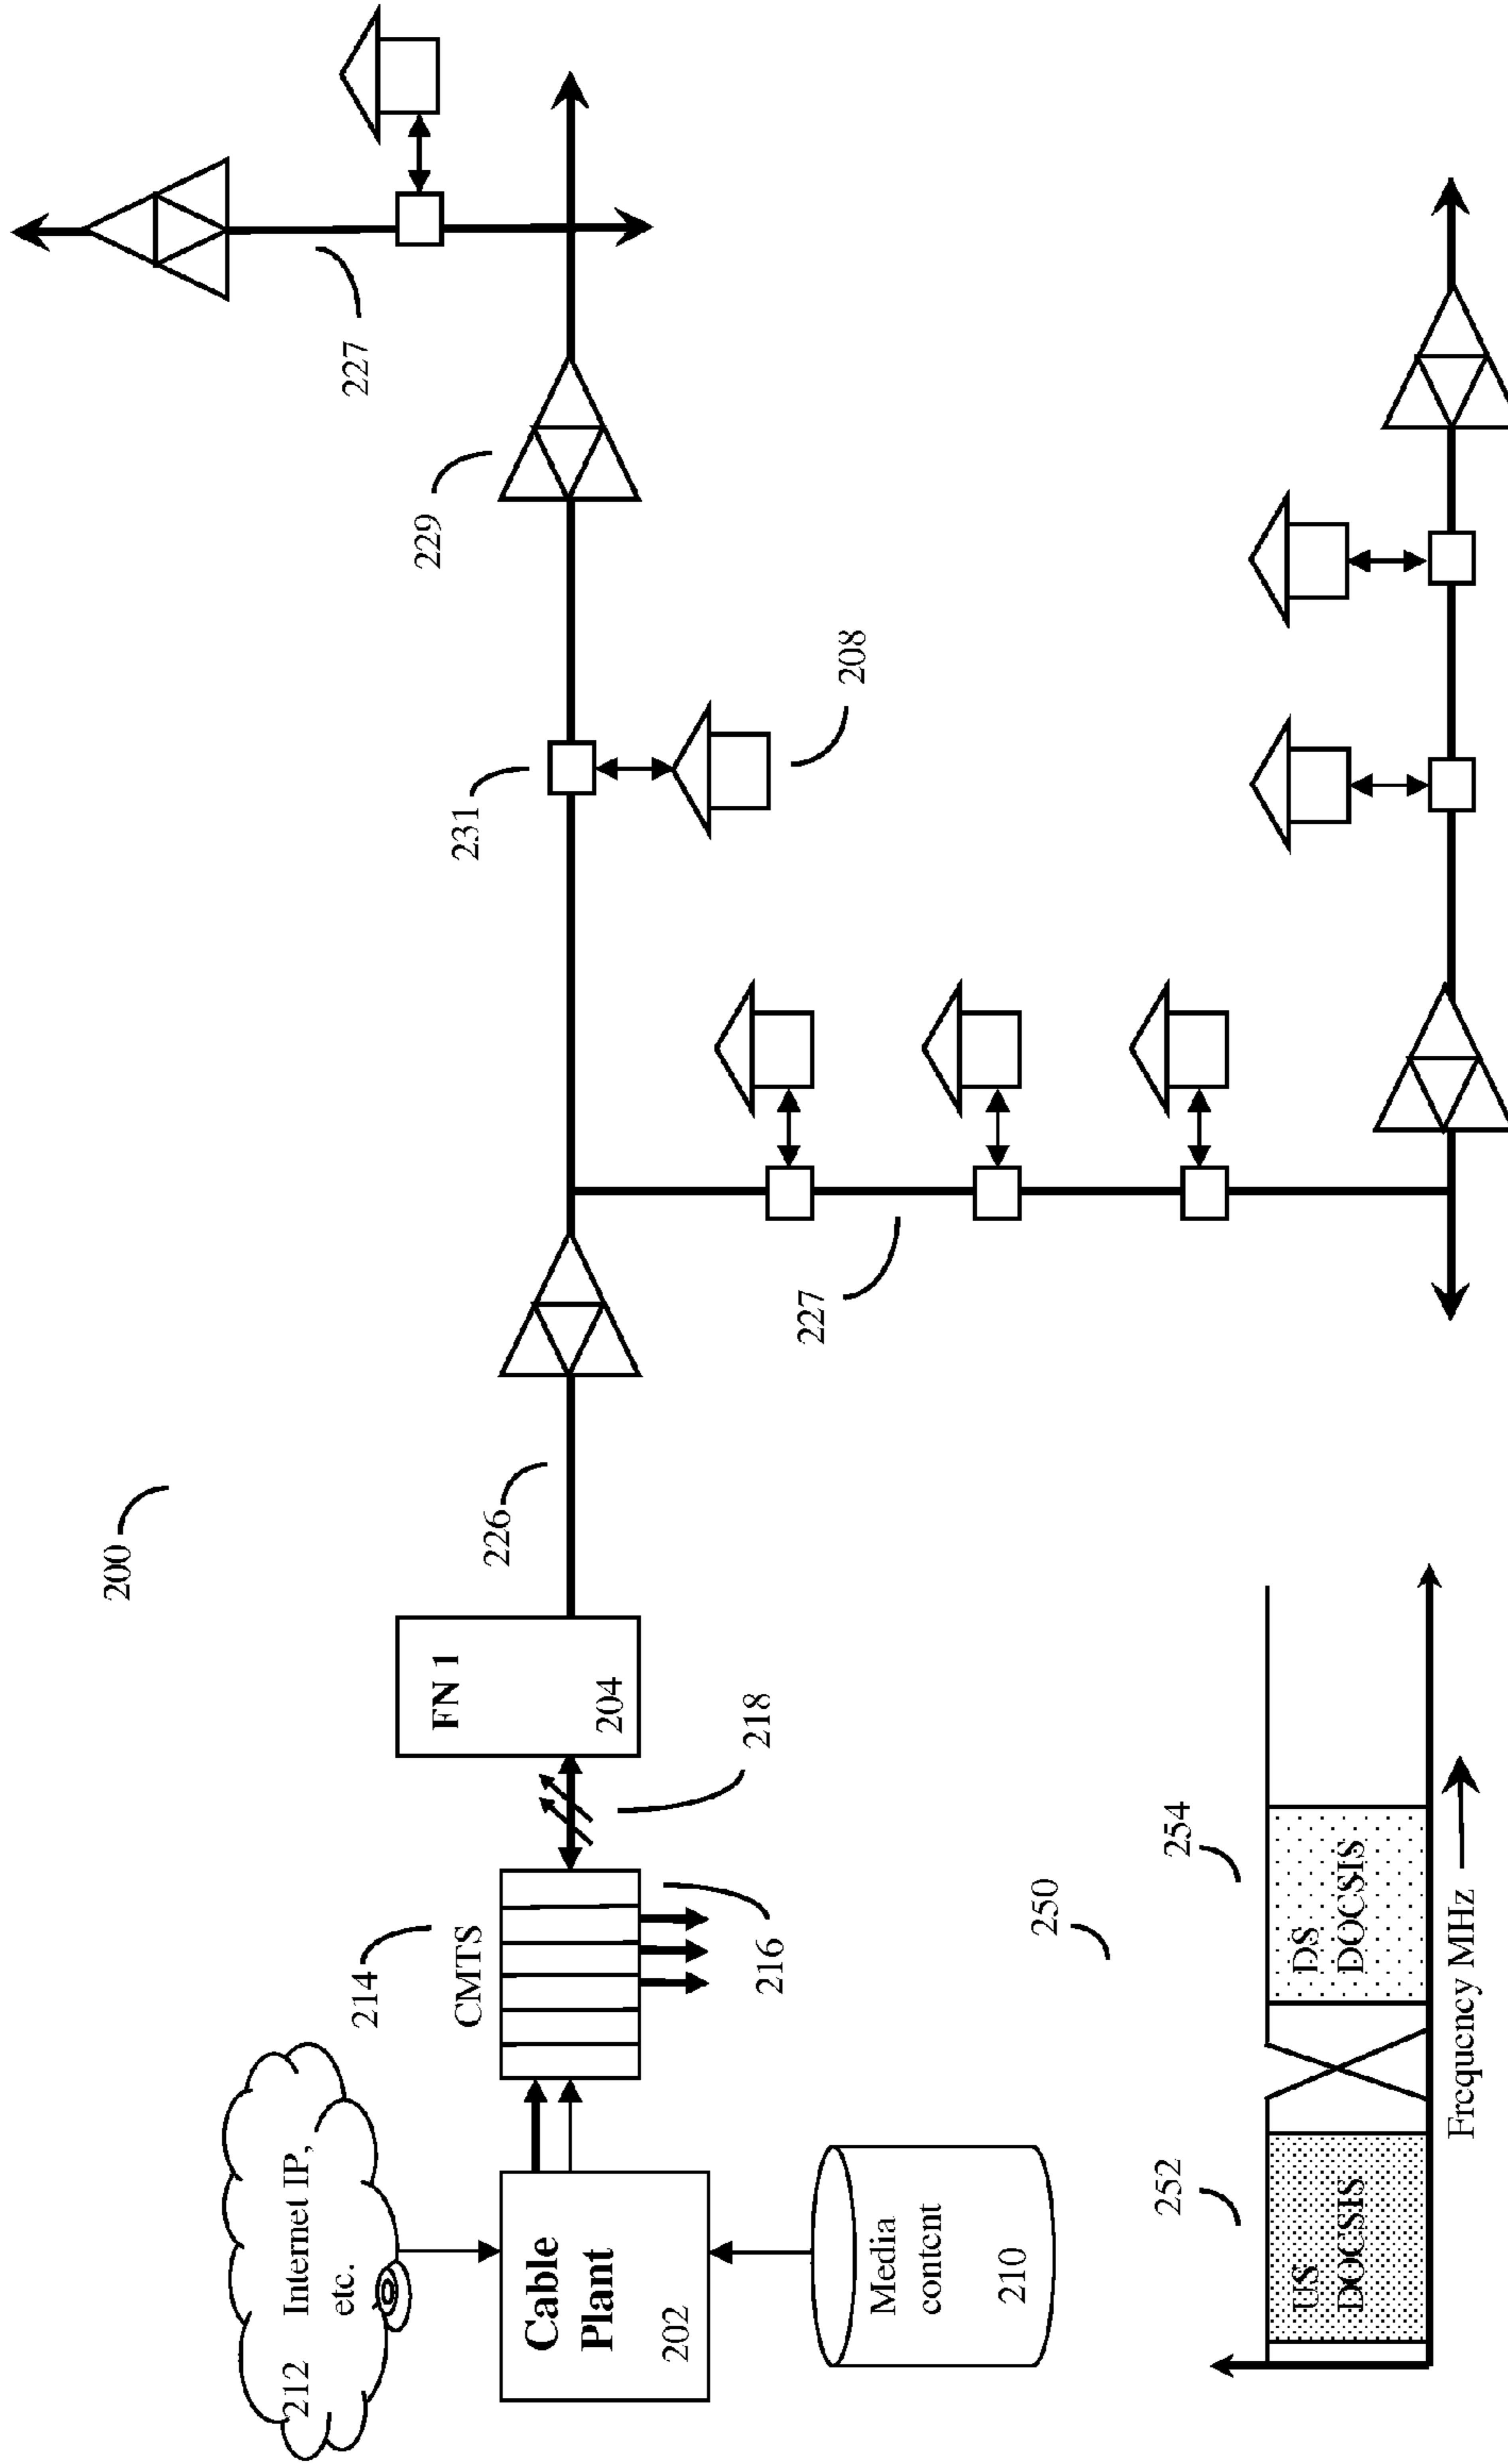 200
212 Internet IP,
etc.
Cable
Plant
202
Media
content
210
214
CMTS
216
218
FN 1
204
226
231
208
229
227
227
250
252
US
DOCSIS
254
DS
DOCSIS
Frequency MHz